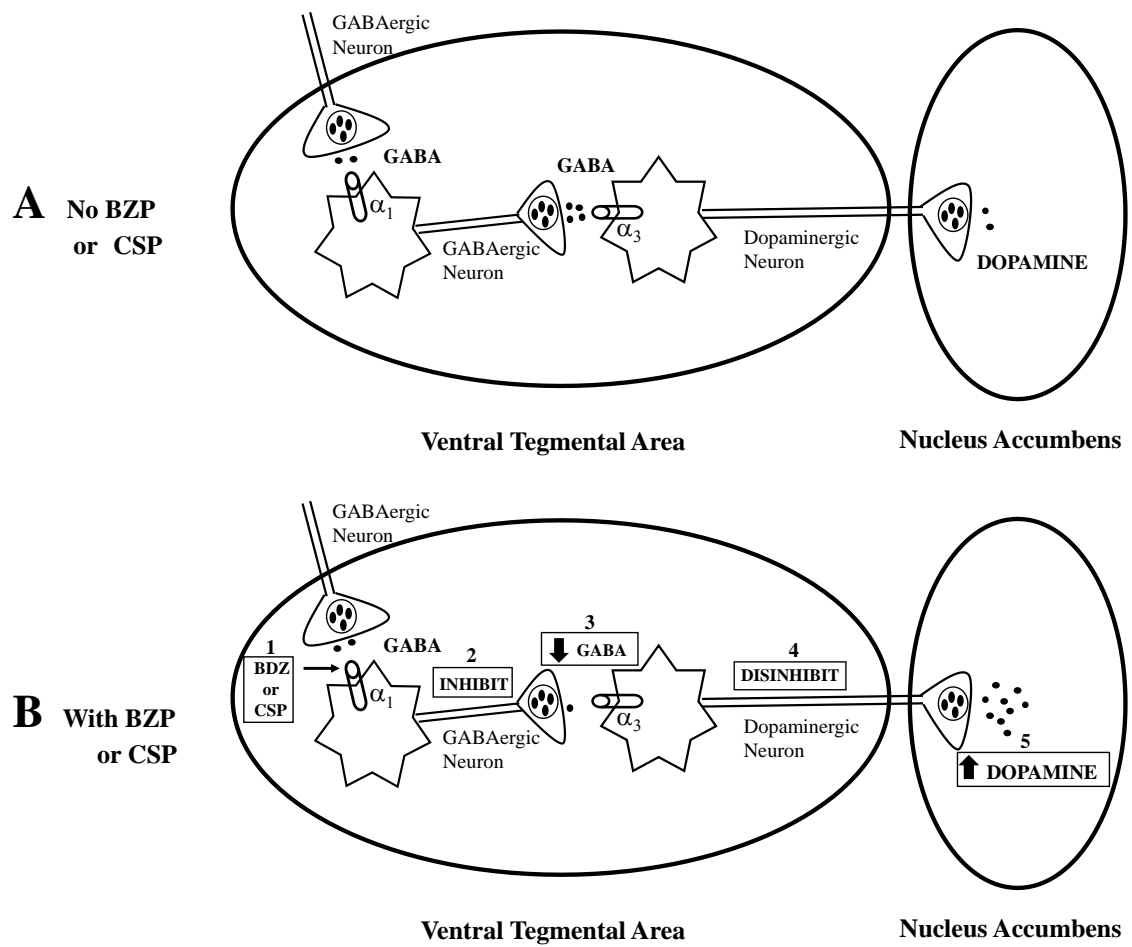 GABAergic
Neuron
GABA
GABA
A No BZP
or CSP
α1
GABAergic
Neuron
α3
Dopaminergic
Neuron
DOPAMINE
Ventral Tegmental Area
Nucleus Accumbens
GABAergic
Neuron
GABA
1
BDZ
or
CSP
2
INHIBIT
3
GABA
4
DISINHIBIT
B With BZP
or CSP
α1
GABAergic
Neuron
α3
Dopaminergic
Neuron
5
DOPAMINE
Ventral Tegmental Area
Nucleus Accumbens